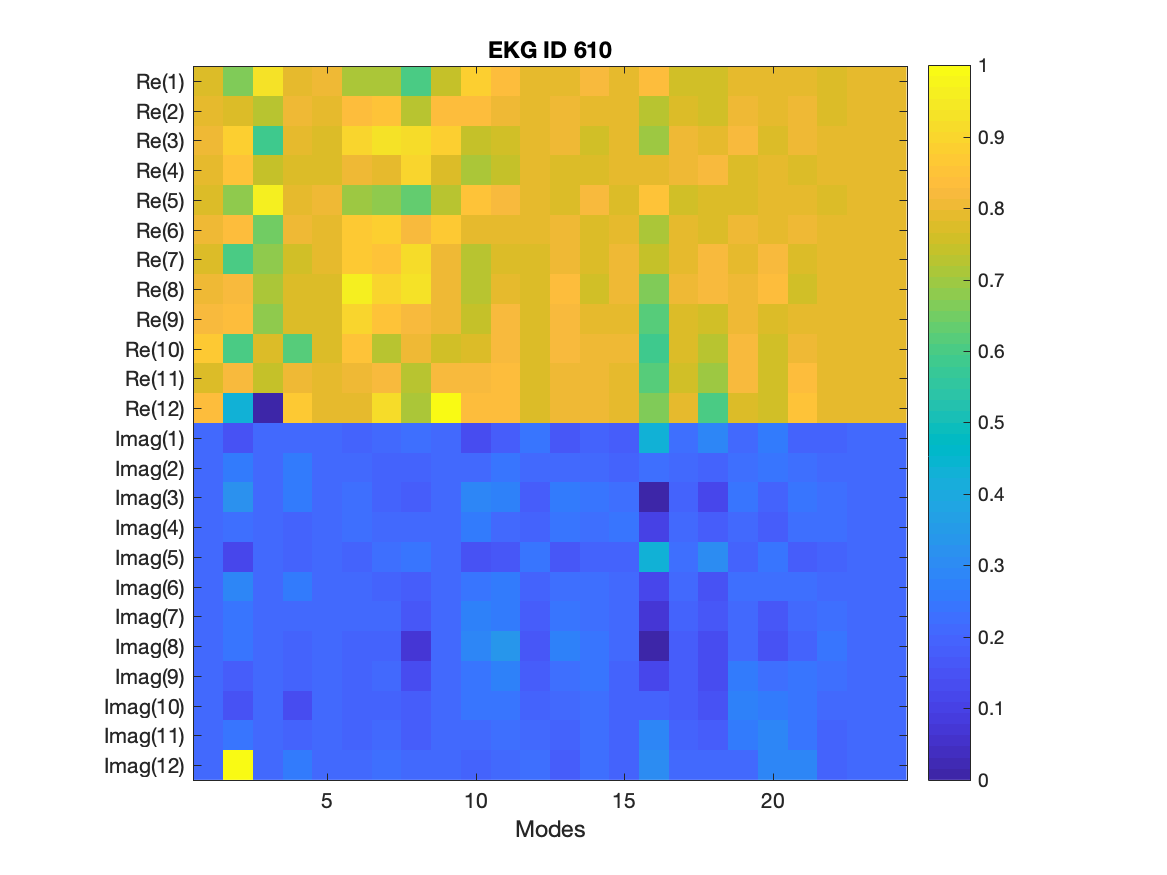 EKG ID 610
Re(1)
Re(2)
Re(3)
Re(4)
Re(5)
Re(6)
Re(7)
Re(8)
Re(9)
Re(10)
Re(11)
Re(12)
Imag(1)
Imag(2)
Imag(3)
Imag(4)
Imag(5)
Imag(6)
Imag(7)
Imag(8)
Imag(9)
Imag(10)
Imag(11)
Imag(12)
5 10 15 20
Modes
1
0.9
0.8
0.7
0.6
0.5
0.4
0.3
0.2
0.1
0